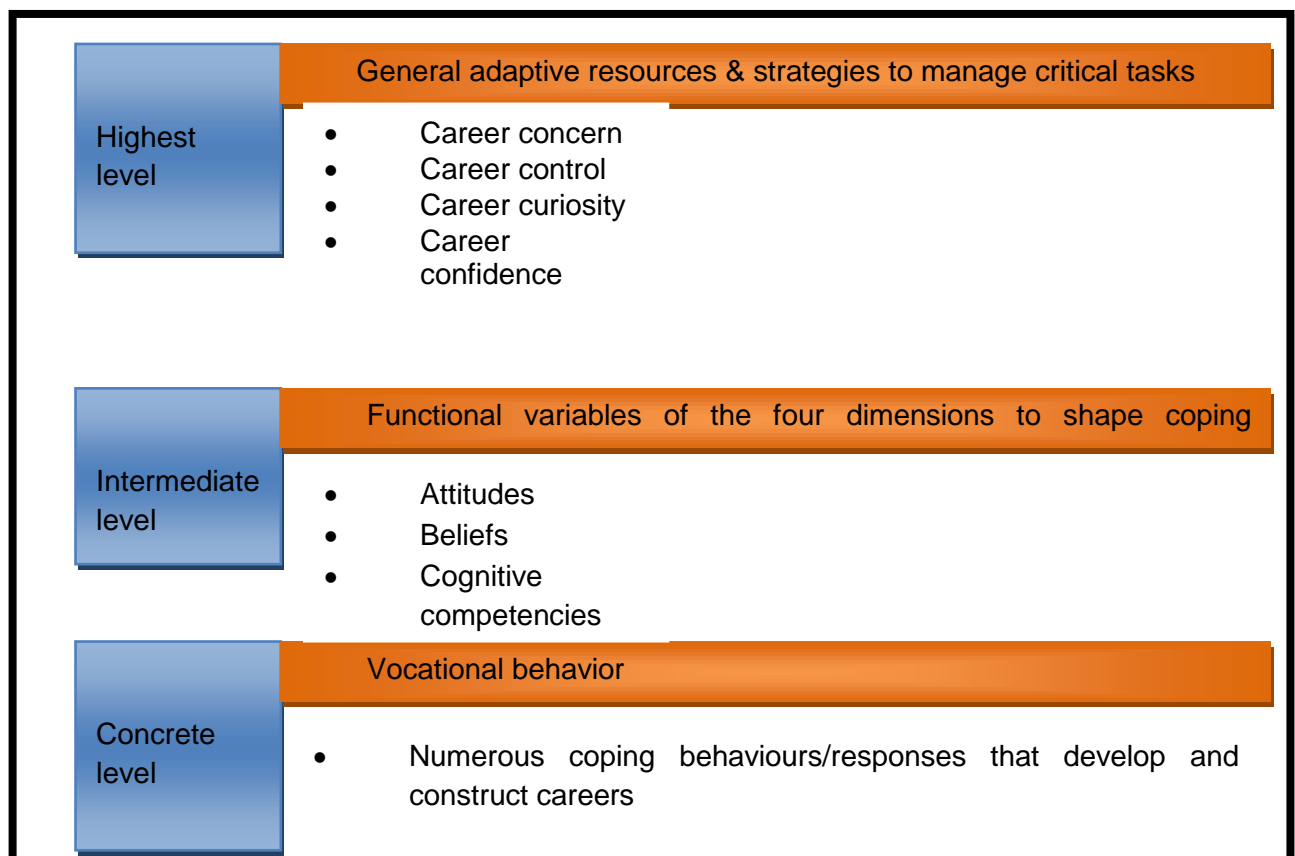 General adaptive resources & strategies to manage critical tasks
Highest
level
• Career concern
• Career control
• Career curiosity
• Career
confidence
Functional variables of the four dimensions to shape coping
Intermediate
level
• Attitudes
• Beliefs
• Cognitive
competencies
Vocational behavior
Concrete
level
• Numerous coping behaviours/responses that develop and
construct careers